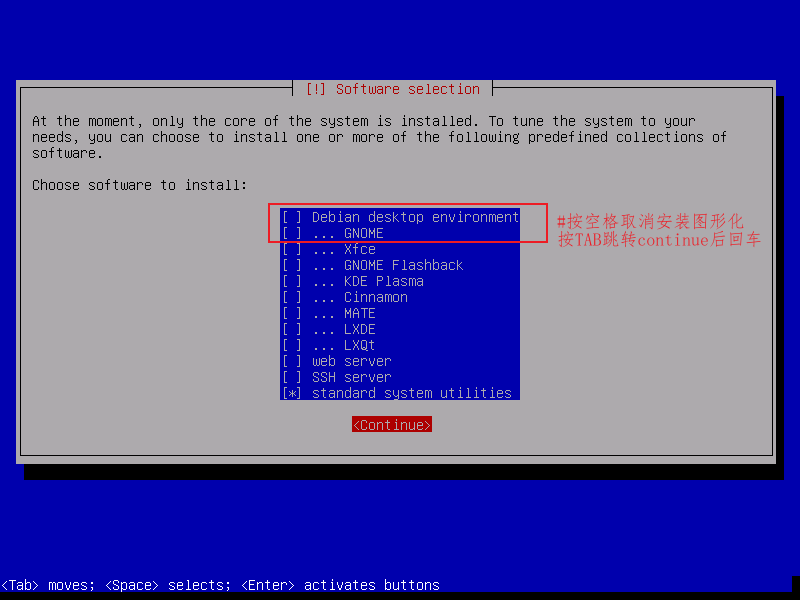 [!] Software selection
At the moment, only the core of the system is installed. To tune the system to your
needs, you can choose to install one or more of the following predefined collections of
software.
Choose software to install:
[ ] Debian desktop environment
[ ] ... GNOME
[ ] ... Xfce
[ ] ... GNOME Flashback
[ ] ... KDE Plasma
[ ] ... Cinnamon
[ ] ... MATE
[ ] ... LXDE
[ ] ... LXQt
[ ] web server
[ ] SSH server
[*] standard system utilities
#按空格取消安装图形化
按TAB跳转continue后回车
<Continue>
<Tab> moves; <Space> selects; <Enter> activates buttons